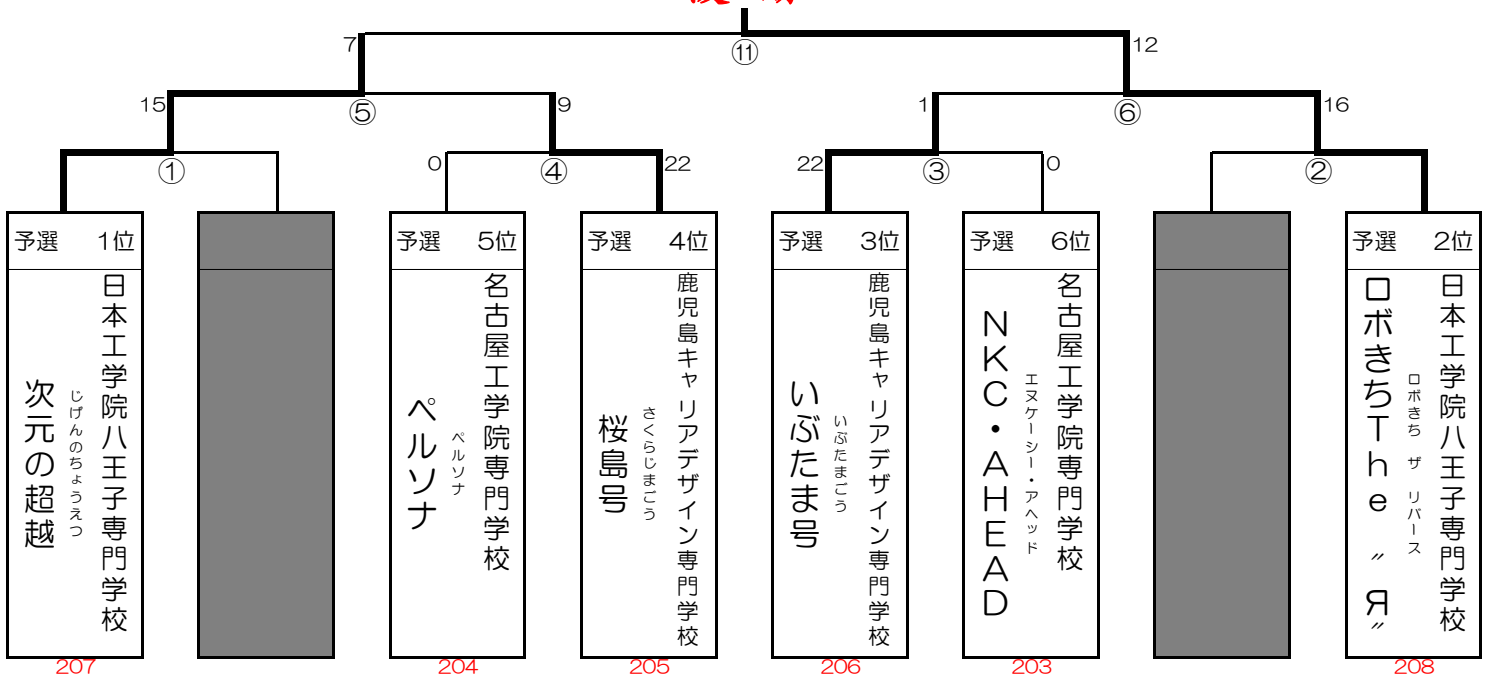 7
⑪
12
15
⑤
9
1
⑥
16
①
0
④
22
22
③
0
②
予選 1位
日本工学院八王子専門学校
じげんのちょうえつ
次元の超越
207
予選 5位
名古屋工学院専門学校
ペルソナ
ペルソナ
204
予選 4位
鹿児島キャリアデザイン専門学校
さくらじまごう
桜島号
205
予選 3位
鹿児島キャリアデザイン専門学校
いぶたまごう
いぶたま号
206
予選 6位
名古屋工学院専門学校
エヌケーシー・アヘッド
NKC・AHEAD
203
予選 2位
日本工学院八王子専門学校
ロボきち ザ リバース
ロボきちThe〃Я〃
208